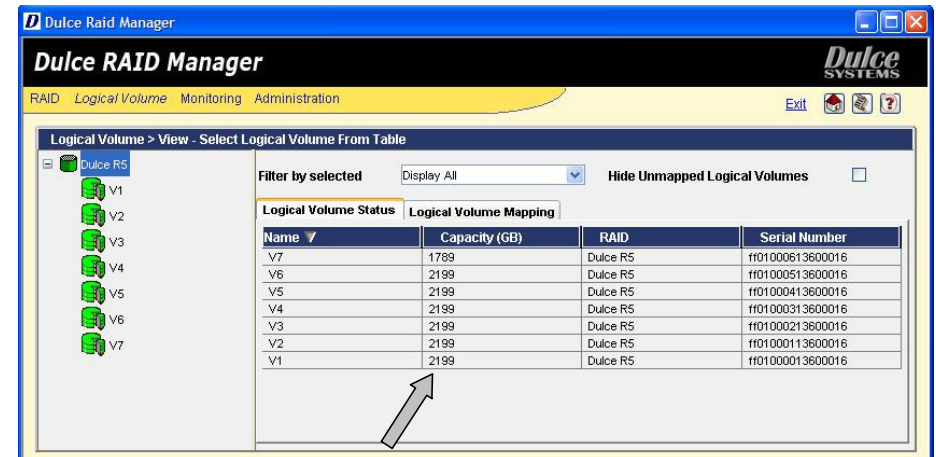 Dulce Raid Manager
Dulce RAID Manager
Dulce
SYSTEMS
RAID Logical Volume Monitoring Administration
Exit
Logical Volume > View - Select Logical Volume From Table
Dulce R5
V1
V2
V3
V4
V5
V6
V7
Filter by selected Display All Hide Unmapped Logical Volumes
Logical Volume Status Logical Volume Mapping
Name Capacity (GB) RAID Serial Number
V7 1789 Dulce R5 ff01000613600016
V6 2199 Dulce R5 ff01000513600016
V5 2199 Dulce R5 ff01000413600016
V4 2199 Dulce R5 ff01000313600016
V3 2199 Dulce R5 ff01000213600016
V2 2199 Dulce R5 ff01000113600016
V1 2199 Dulce R5 ff01000013600016